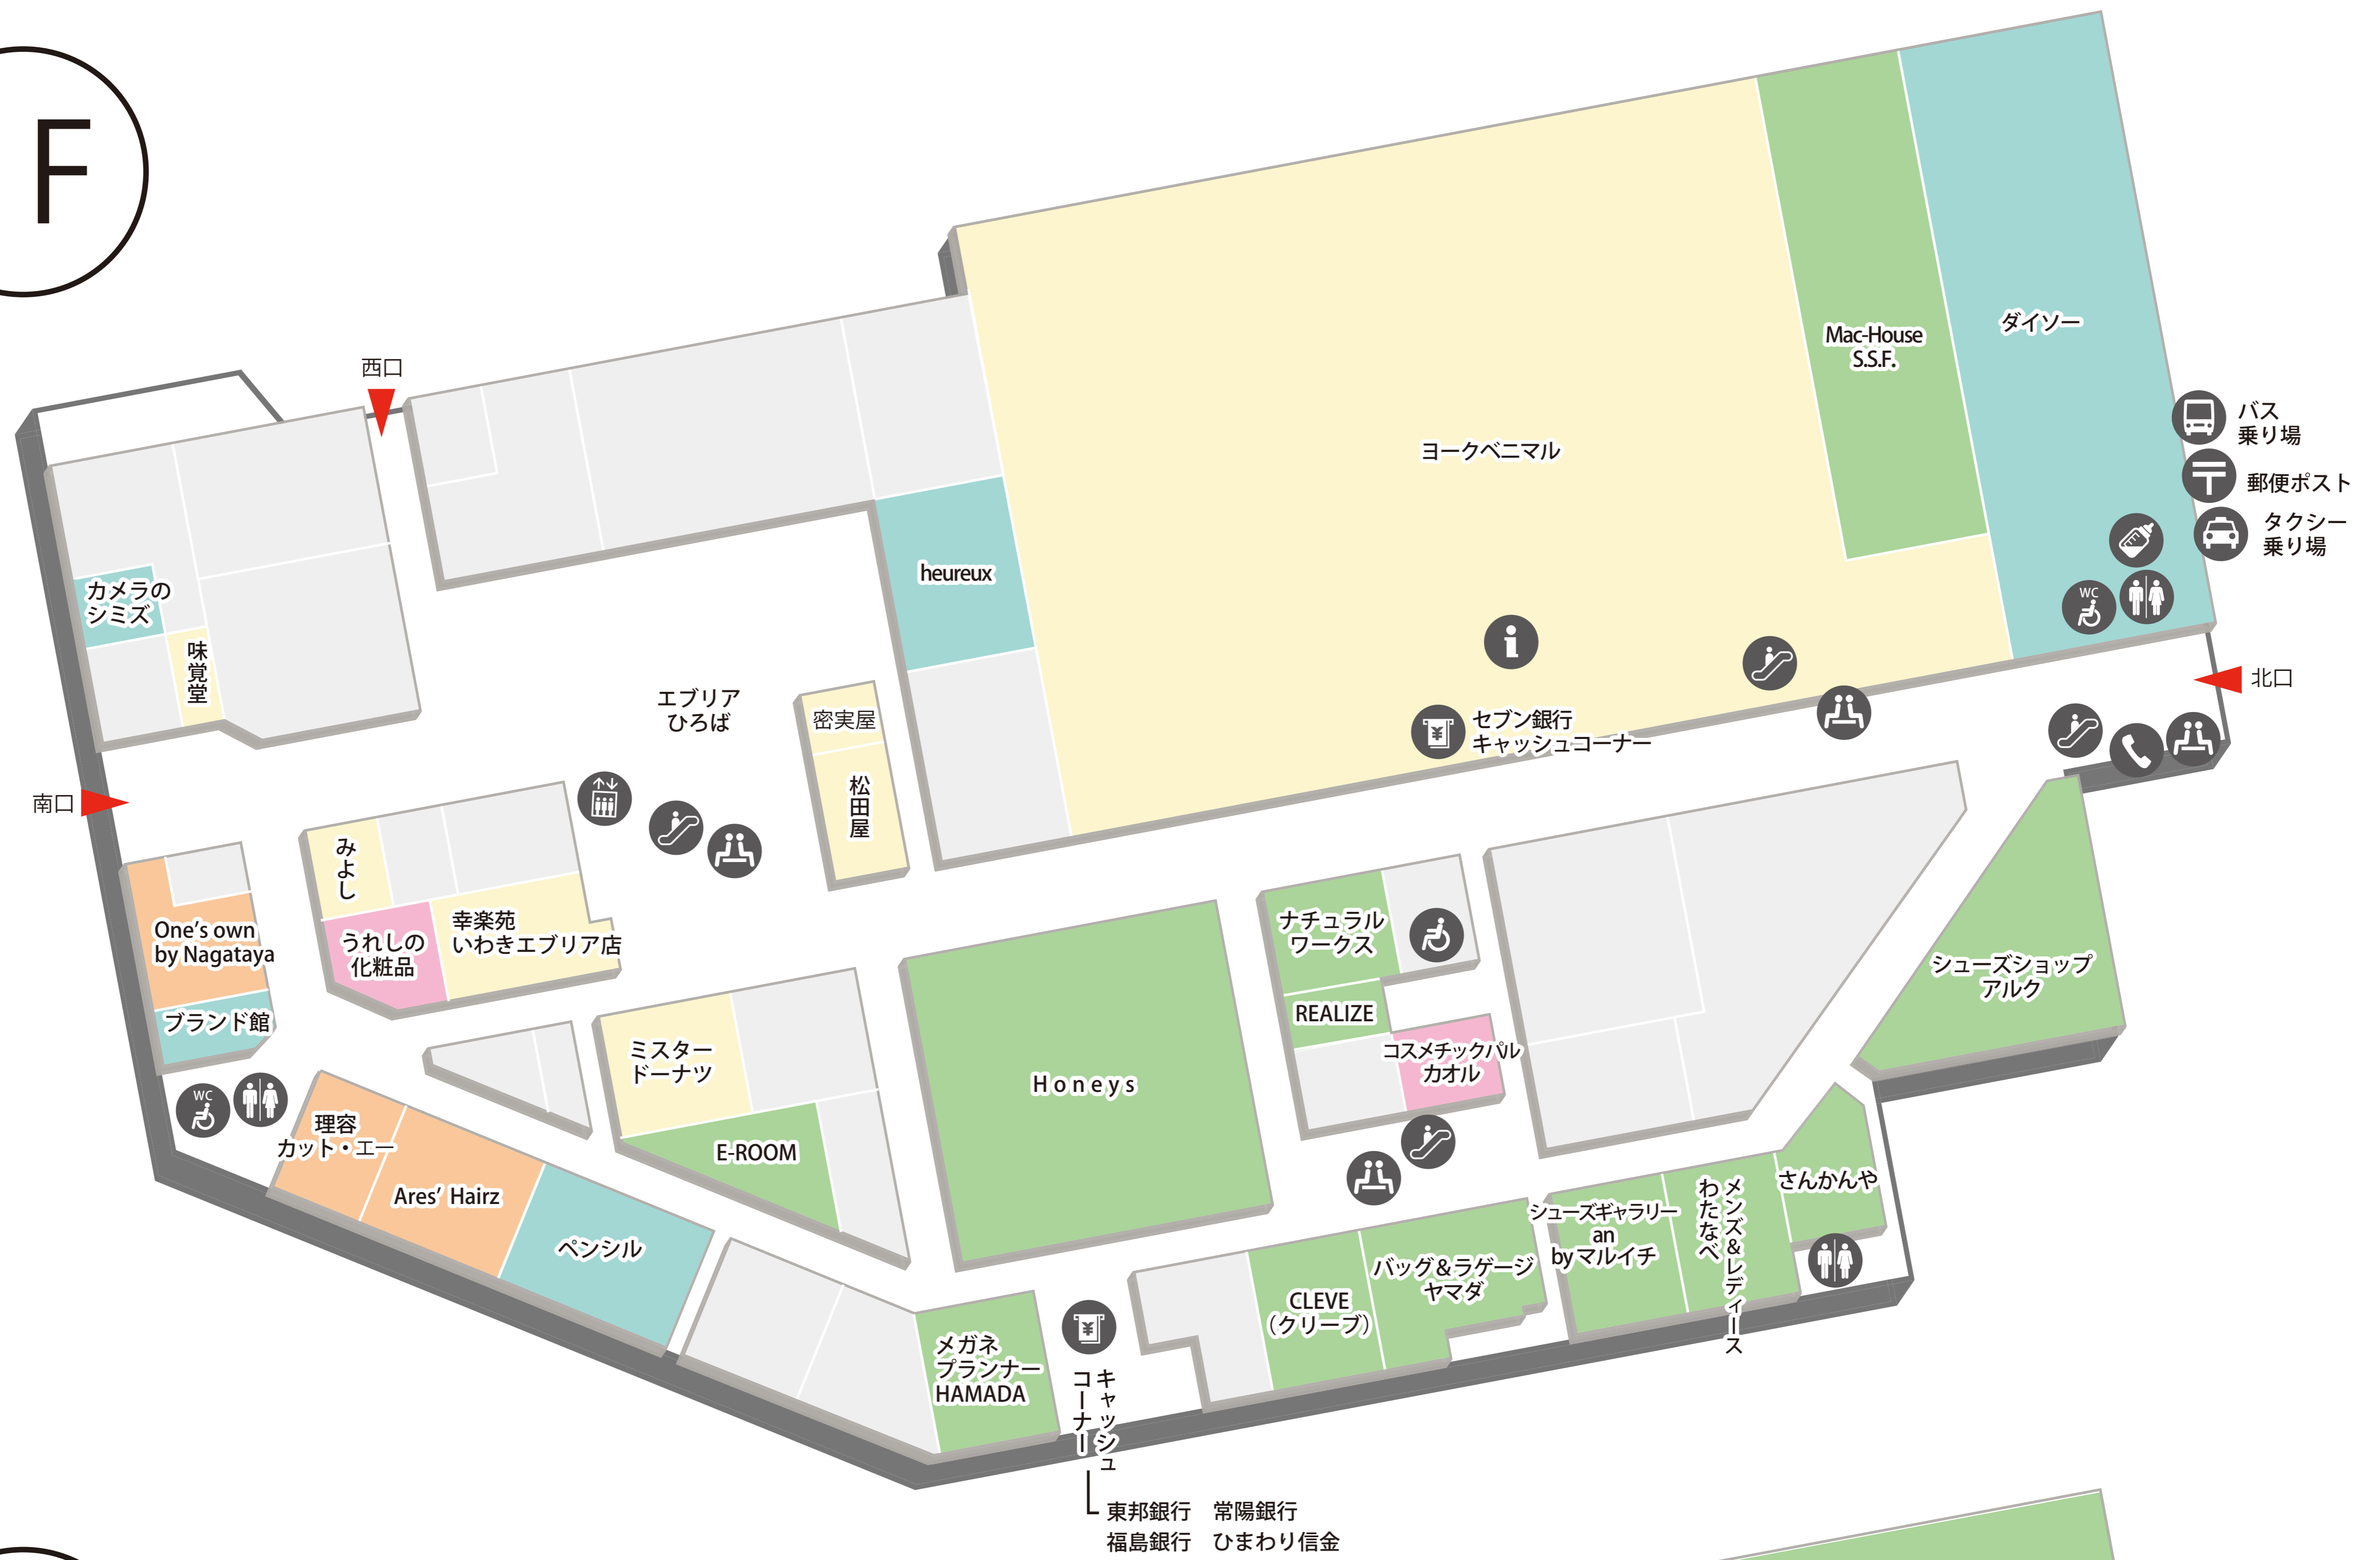 F
西口
Mac-House
S.S.F.
ダイソー
バス
乗り場
郵便ポスト
タクシー
乗り場
ヨークベニマル
heureux
カメラの
シミズ
味覚堂
WC
北口
エブリア
ひろば
密実屋
松田屋
セブン銀行
キャッシュコーナー
南口
みよし
One's own
by Nagataya
うれしの
化粧品
幸楽苑
いわきエブリア店
ブランド館
ナチュラル
ワークス
シューズショップ
アルク
REALIZE
ミスター
ドーナツ
コスメチックパル
カオル
Honeys
WC
理容
カット・エー
E-ROOM
Ares' Hairz
ペンシル
さんかんや
メンズ&レディース
わたなべ
シューズギャラリー
an
byマルイチ
バッグ&ラゲージ
ヤマダ
CLEVE
(クリーブ)
メガネ
プランナー
HAMADA
キャッシュ
コーナー
東邦銀行 常陽銀行
福島銀行 ひまわり信金